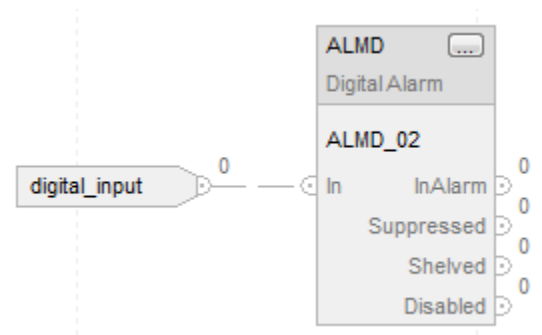 ALMD ...
Digital Alarm
ALMD_02
0
digital_input
In InAlarm 0
Suppressed 0
Shelved 0
Disabled 0